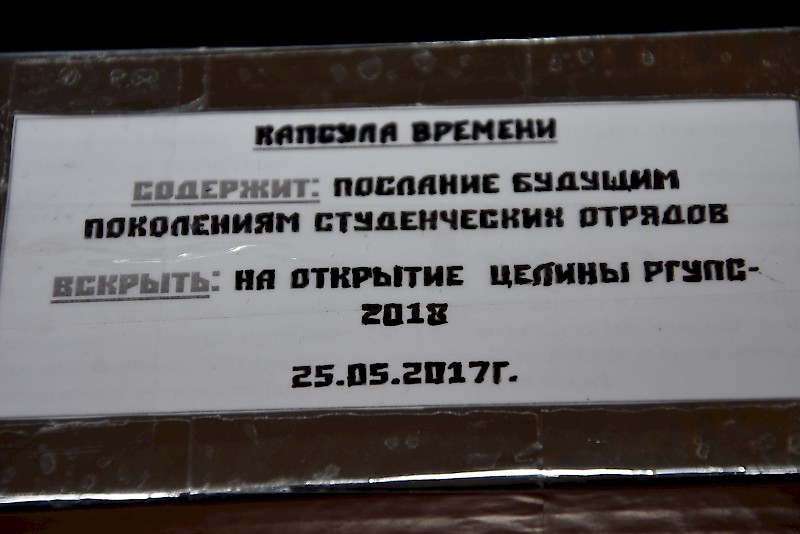 КАПСУЛА ВРЕМЕНИ
СОДЕРЖИТ: ПОСЛАНИЕ БУДУЩИМ
ПОКОЛЕНИЯМ СТУДЕНЧЕСКИХ ОТРЯДОВ
ВСКРЫТЬ: НА ОТКРЫТИЕ ЦЕЛИНЫ РГУПС-
2018
25.05.2017Г.